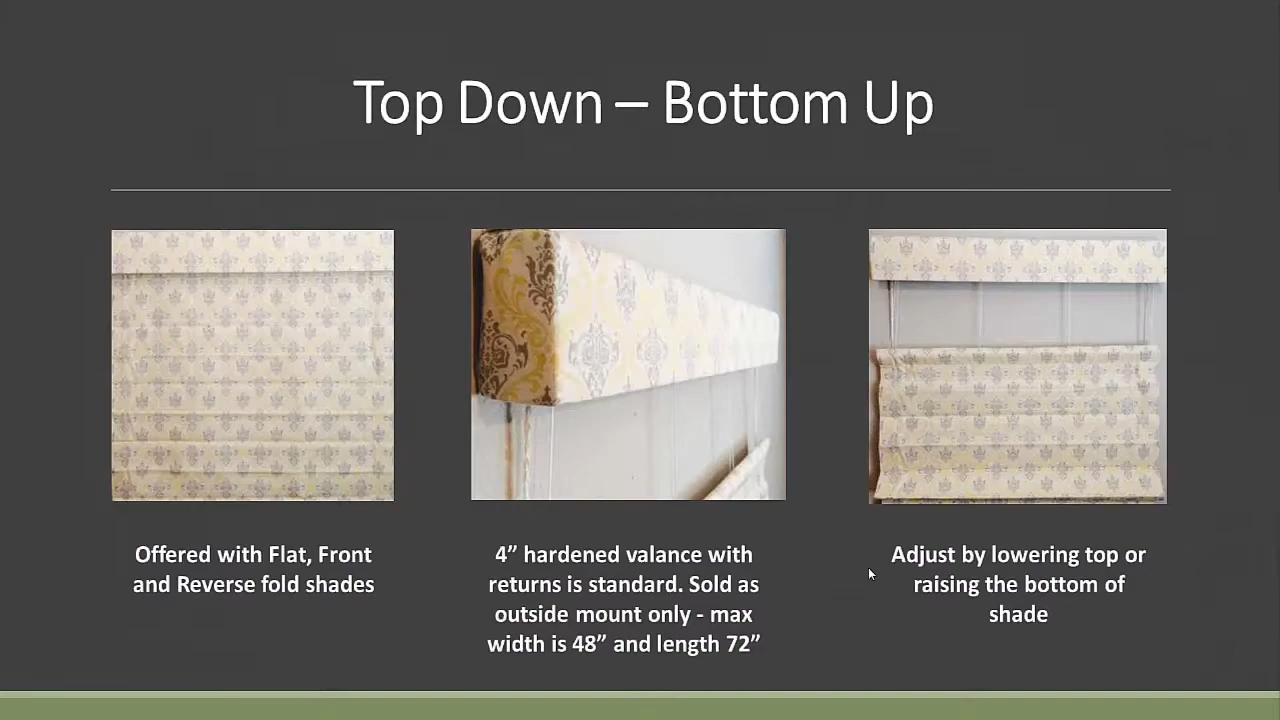 Top Down – Bottom Up
Offered with Flat, Front
and Reverse fold shades
4” hardened valance with
returns is standard. Sold as
outside mount only - max
width is 48” and length 72”
Adjust by lowering top or
raising the bottom of
shade